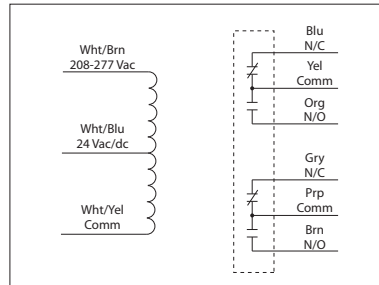 Wht/Brn
208-277 Vac
Wht/Blu
24 Vac/dc
Wht/Yel
Comm
Blu
N/C
Yel
Comm
Org
N/O
Gry
N/C
Prp
Comm
Brn
N/O